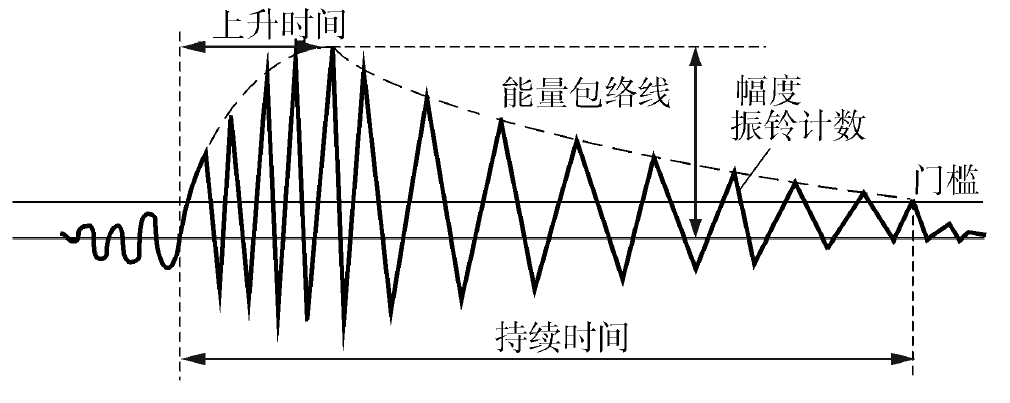 上升时间
能量包络线
幅度
振铃计数
门槛
持续时间